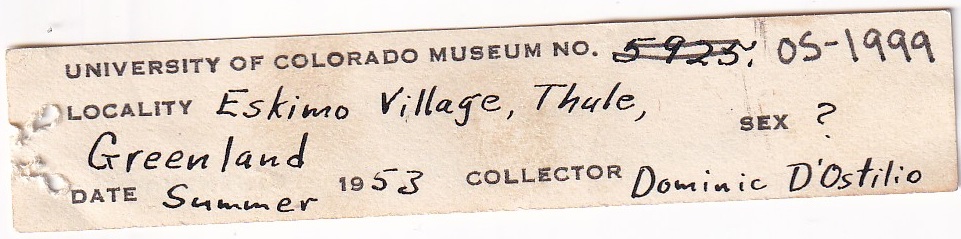 UNIVERSITY OF COLORADO MUSEUM NO. 5925. OS-1999
LOCALITY Eskimo Village, Thule,
SEX ?
Greenland
DATE Summer 1953 COLLECTOR Dominic D'Ostilio